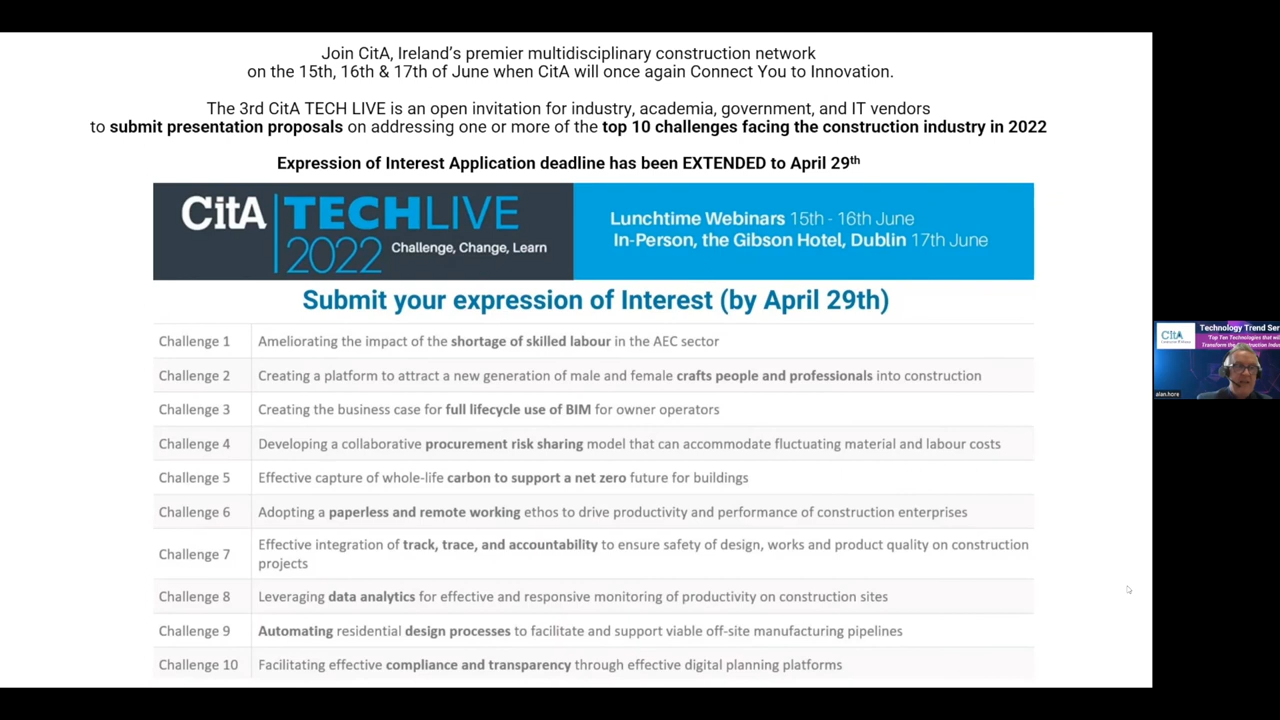 Join CitA, Ireland's premier multidisciplinary construction network
on the 15th, 16th & 17th of June when CitA will once again Connect You to Innovation.
The 3rd CitA TECH LIVE is an open invitation for industry, academia, government, and IT vendors
to submit presentation proposals on addressing one or more of the top 10 challenges facing the construction industry in 2022
Expression of Interest Application deadline has been EXTENDED to April 29th
CitA TECHLIVE
2022 Challenge, Change, Learn
Lunchtime Webinars 15th - 16th June
In-Person, the Gibson Hotel, Dublin 17th June
Submit your expression of Interest (by April 29th)
Challenge 1 Ameliorating the impact of the shortage of skilled labour in the AEC sector
Challenge 2 Creating a platform to attract a new generation of male and female crafts people and professionals into construction
Challenge 3 Creating the business case for full lifecycle use of BIM for owner operators
Challenge 4 Developing a collaborative procurement risk sharing model that can accommodate fluctuating material and labour costs
Challenge 5 Effective capture of whole-life carbon to support a net zero future for buildings
Challenge 6 Adopting a paperless and remote working ethos to drive productivity and performance of construction enterprises
Challenge 7 Effective integration of track, trace, and accountability to ensure safety of design, works and product quality on construction
projects
Challenge 8 Leveraging data analytics for effective and responsive monitoring of productivity on construction sites
Challenge 9 Automating residential design processes to facilitate and support viable off-site manufacturing pipelines
Challenge 10 Facilitating effective compliance and transparency through effective digital planning platforms
CitA
Technology Trend Ser
"Top Ten Technologies that will
Transform the Construction Indus
alan.hore